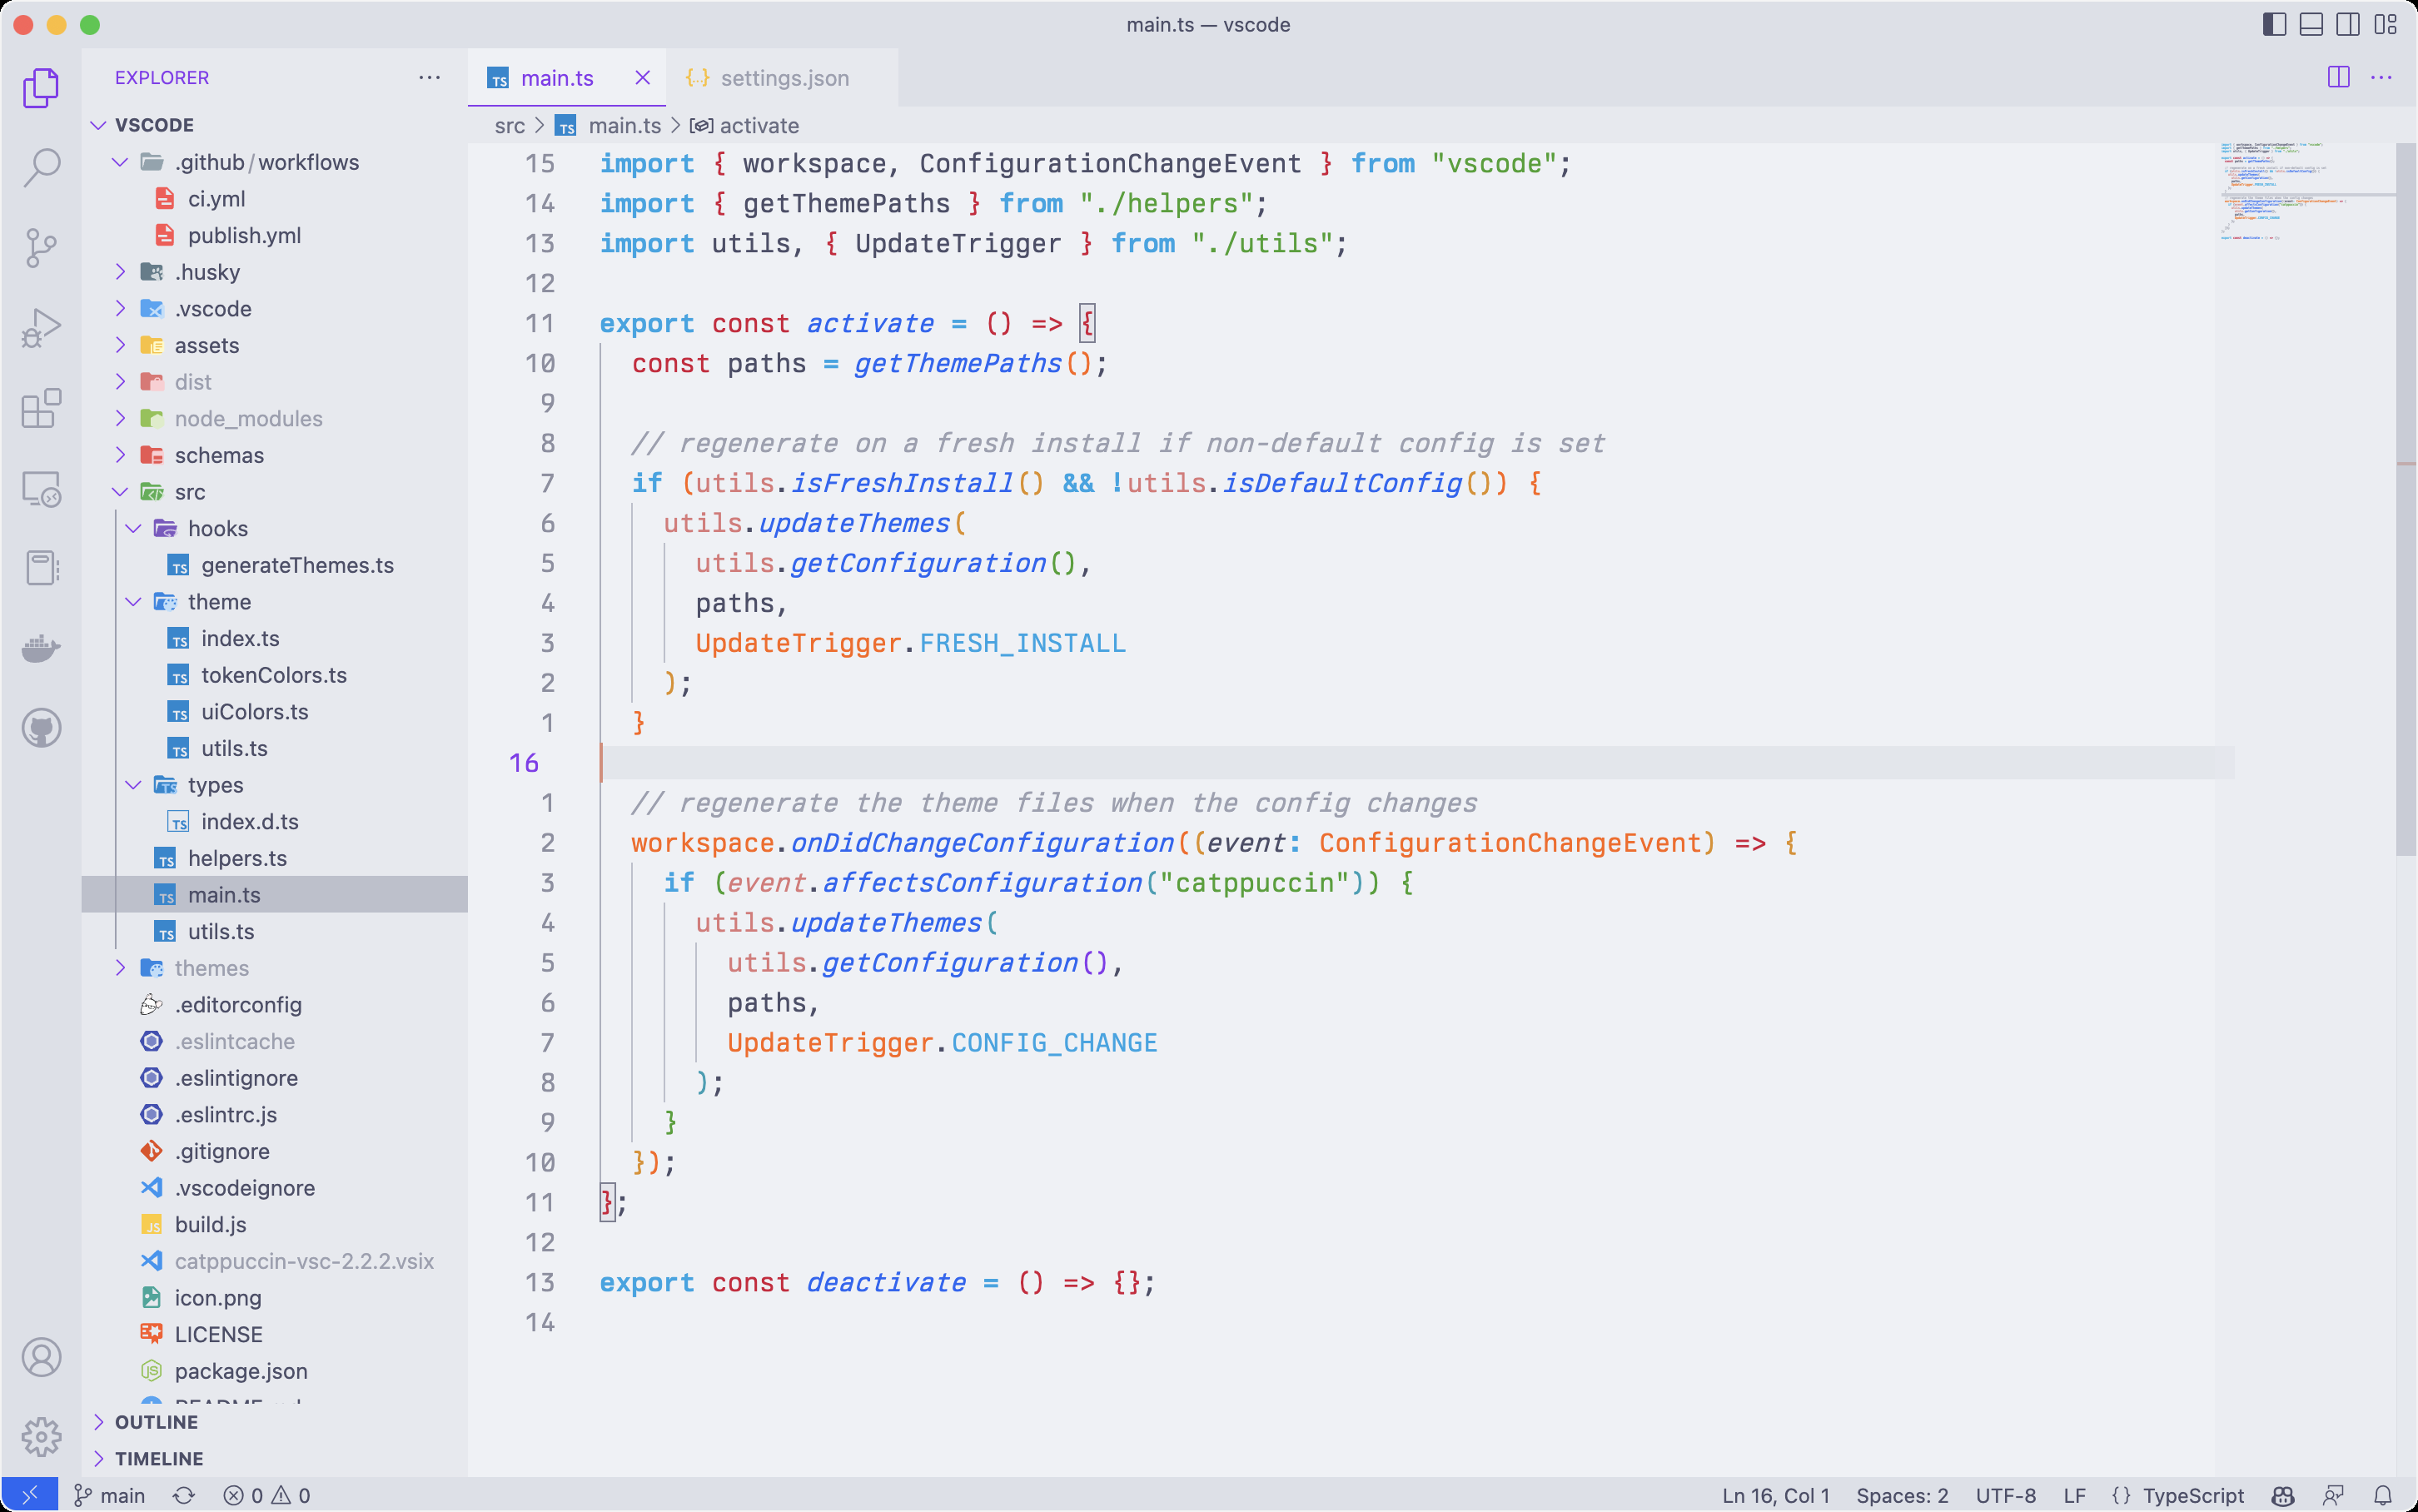 main.ts — vscode
EXPLORER
VSCODE
.github/workflows
ci.yml
publish.yml
.husky
.vscode
assets
dist
node_modules
schemas
src
hooks
generateThemes.ts
theme
index.ts
tokenColors.ts
uiColors.ts
utils.ts
types
index.d.ts
helpers.ts
main.ts
utils.ts
themes
.editorconfig
.eslintcache
.eslintignore
.eslintrc.js
.gitignore
.vscodeignore
build.js
catppuccin-vsc-2.2.2.vsix
icon.png
LICENSE
package.json
OUTLINE
TIMELINE
main.ts settings.json
src > main.ts > activate
15 import { workspace, ConfigurationChangeEvent } from "vscode";
14 import { getThemePaths } from "./helpers";
13 import utils, { UpdateTrigger } from "./utils";
12
11 export const activate = () => {
10 const paths = getThemePaths();
9
8 // regenerate on a fresh install if non-default config is set
7 if (utils.isFreshInstall() && !utils.isDefaultConfig()) {
6 utils.updateThemes(
5 utils.getConfiguration(),
4 paths,
3 UpdateTrigger.FRESH_INSTALL
2 );
1 }
16
1 // regenerate the theme files when the config changes
2 workspace.onDidChangeConfiguration((event: ConfigurationChangeEvent) => {
3 if (event.affectsConfiguration("catppuccin")) {
4 utils.updateThemes(
5 utils.getConfiguration(),
6 paths,
7 UpdateTrigger.CONFIG_CHANGE
8 );
9 }
10 });
11 };
12
13 export const deactivate = () => {};
14
main 0 0 Ln 16, Col 1 Spaces: 2 UTF-8 LF {} TypeScript